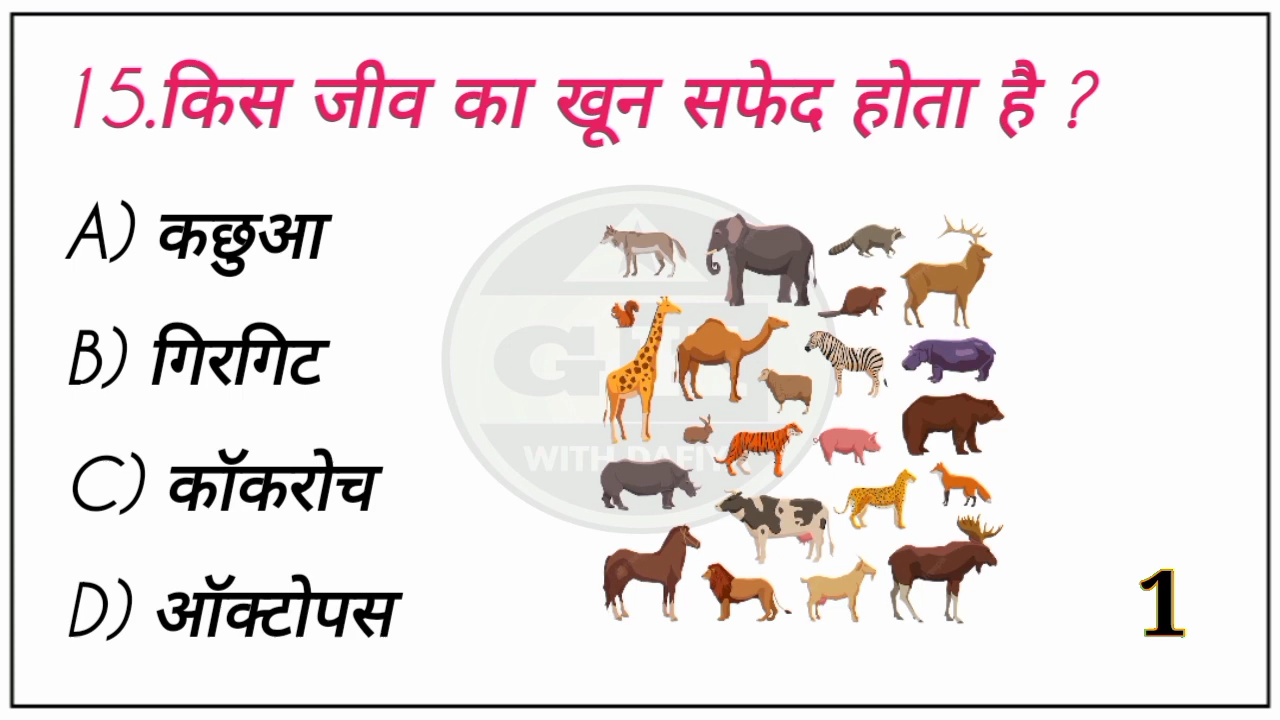 15.किस जीव का खून सफेद होता है ?
A) कछुआ
B) गिरगिट
C) कॉकरोच
D) ऑक्टोपस
1